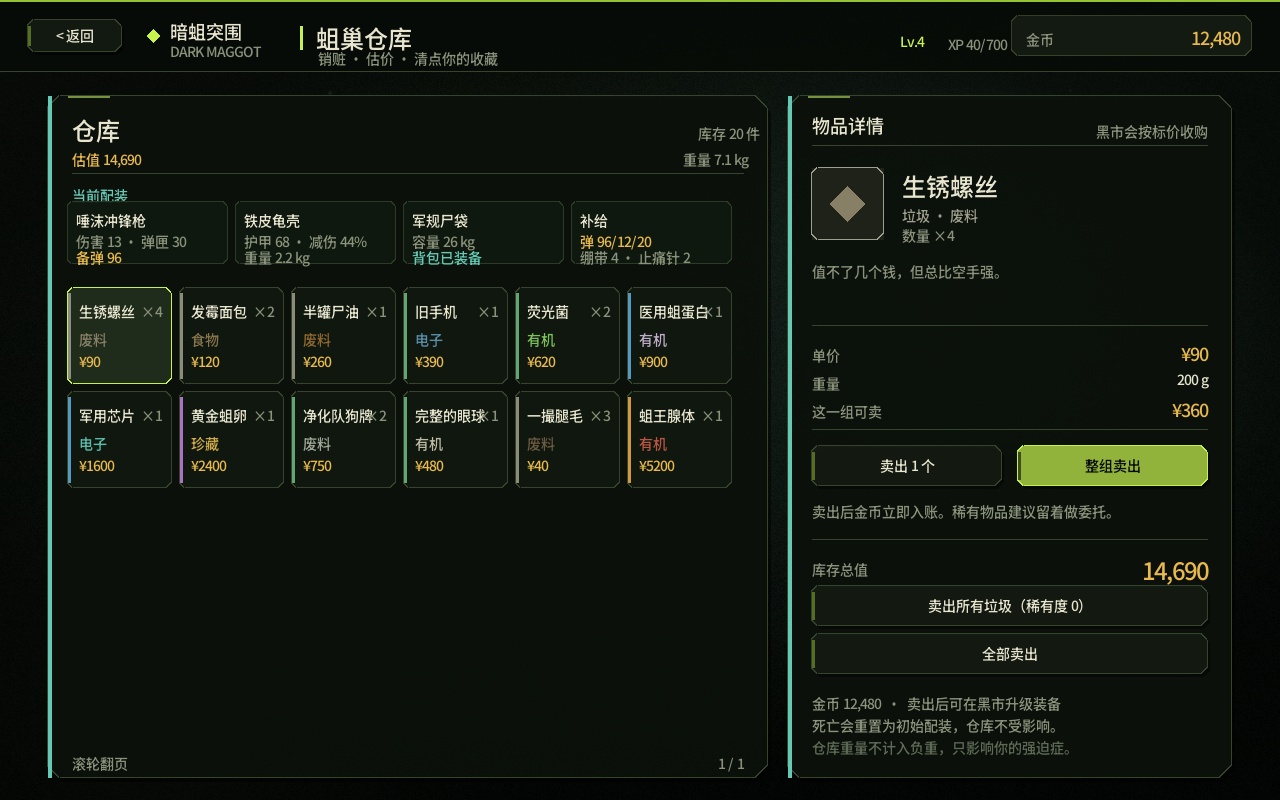 <返回
暗蛆突围
DARK MAGGOT
蛆巢仓库
销赃 · 估价 · 清点你的收藏
Lv.4
XP 40/700
金币
12,480
仓库
库存 20 件
估值 14,690
重量 7.1 kg
当前配装
唾沫冲锋枪
伤害 13 · 弹匣 30
备弹 96
铁皮龟壳
护甲 68 · 减伤 44%
重量 2.2 kg
军规尸袋
容量 26 kg
背包已装备
补给
弹 96/12/20
绷带 4 · 止痛针 2
生锈螺丝 ×4
废料
¥90
发霉面包 ×2
食物
¥120
半罐尸油 ×1
废料
¥260
旧手机 ×1
电子
¥390
荧光菌 ×2
有机
¥620
医用蛆蛋白×1
有机
¥900
军用芯片 ×1
电子
¥1600
黄金蛆卵 ×1
珍藏
¥2400
净化队狗牌×2
废料
¥750
完整的眼球×1
有机
¥480
一撮腿毛 ×3
废料
¥40
蛆王腺体 ×1
有机
¥5200
滚轮翻页
1 / 1
物品详情
黑市会按标价收购
生锈螺丝
垃圾 · 废料
数量 ×4
值不了几个钱，但总比空手强。
单价
¥90
重量
200 g
这一组可卖
¥360
卖出 1 个
整组卖出
卖出后金币立即入账。稀有物品建议留着做委托。
库存总值
14,690
卖出所有垃圾（稀有度 0）
全部卖出
金币 12,480 · 卖出后可在黑市升级装备
死亡会重置为初始配装，仓库不受影响。
仓库重量不计入负重，只影响你的强迫症。